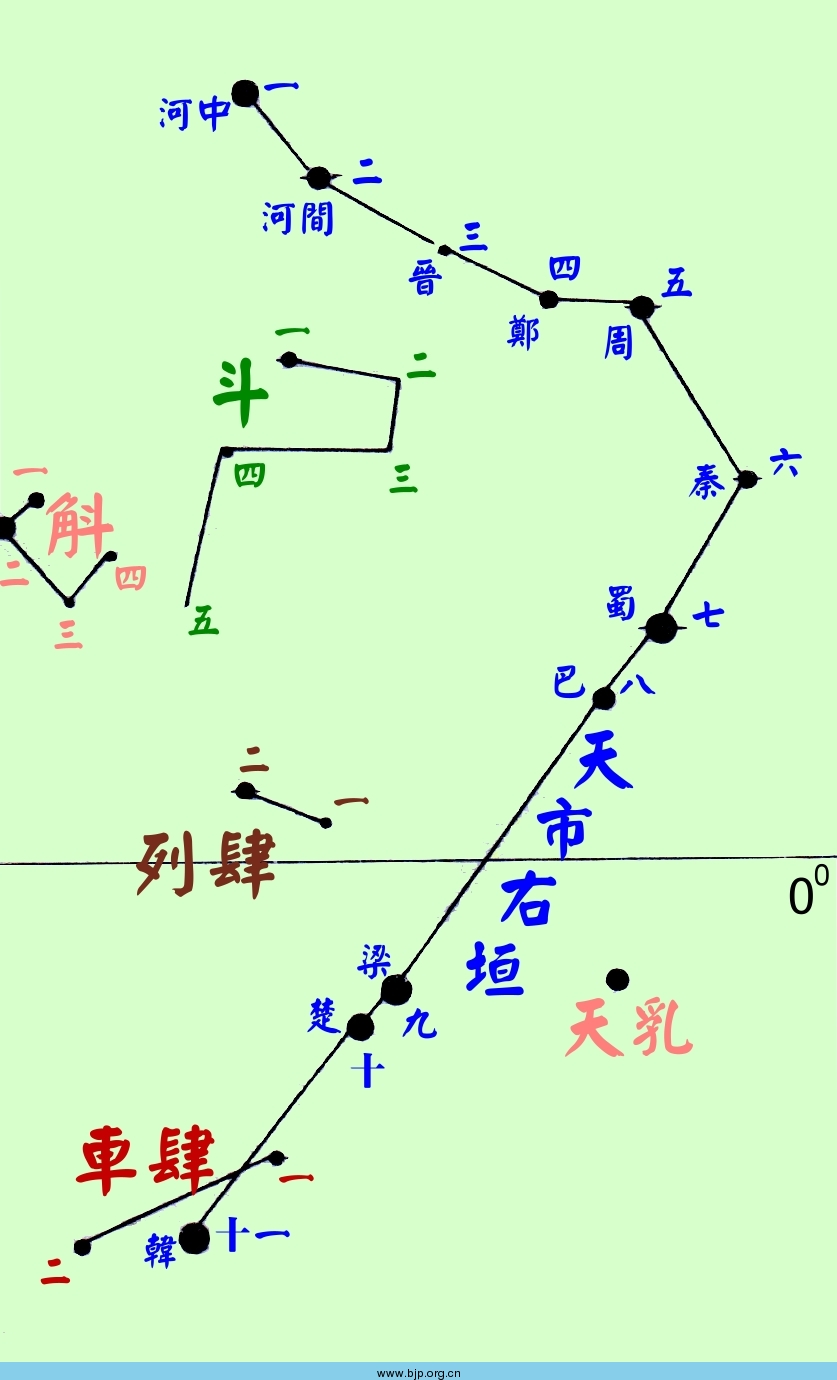 一
河中
二
河間
三
晉
四
鄭
五
周
一
斗
二
四
三
五
六
秦
一
斛
二
四
三
蜀
七
巴
八
天市右垣
二
一
列肆
0⁰
梁
楚
九
十
天乳
車肆
一
二
韓
十一
www.bjp.org.cn